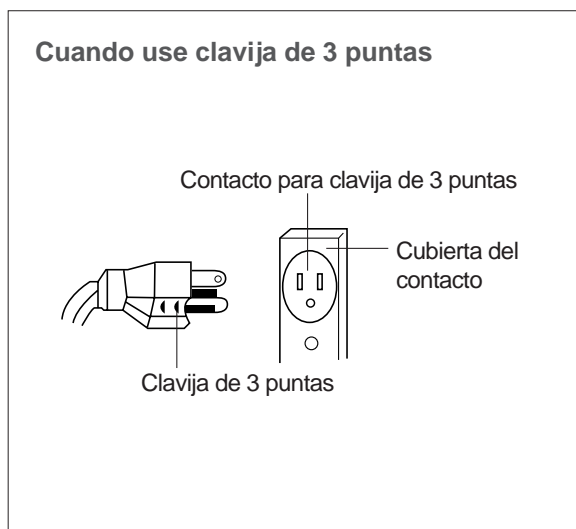 Cuando use clavija de 3 puntas
Contacto para clavija de 3 puntas
Cubierta del
contacto
Clavija de 3 puntas